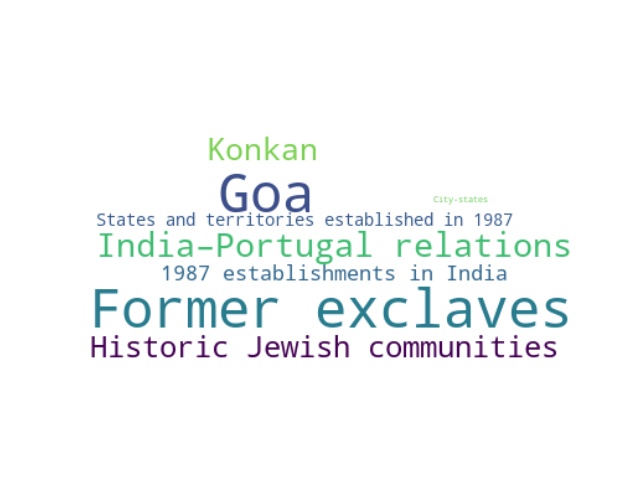 Konkan
Goa
City-states
States and territories established in 1987
India–Portugal relations
1987 establishments in India
Former exclaves
Historic Jewish communities